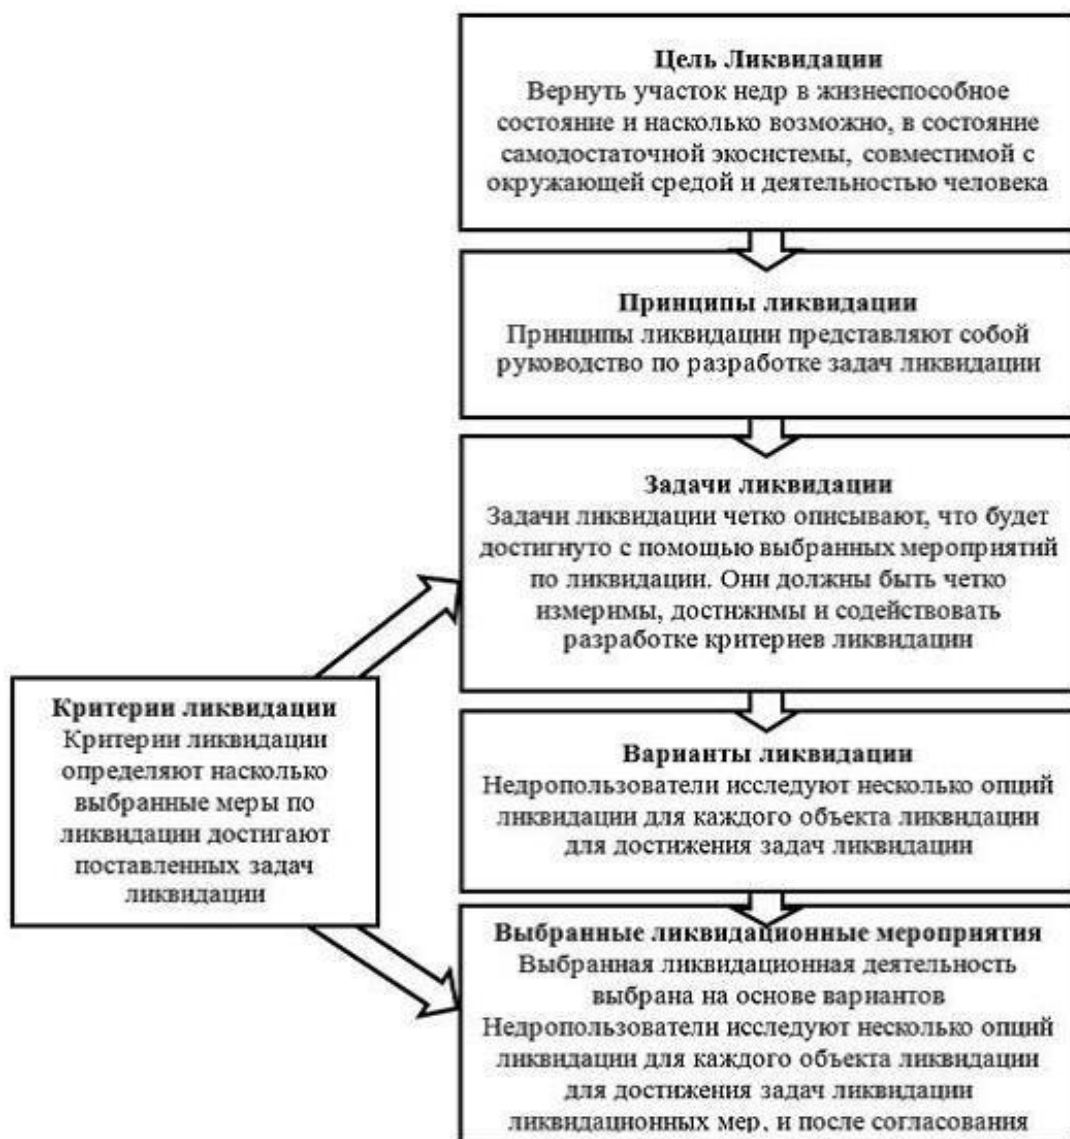 Цель Ликвидации
Вернуть участок недр в жизнеспособное
состояние и насколько возможно, в состояние
самодостаточной экосистемы, совместимой с
окружающей средой и деятельностью человека
Принципы ликвидации
Принципы ликвидации представляют собой
руководство по разработке задач ликвидации
Задачи ликвидации
Задачи ликвидации четко описывают, что будет
достигнуто с помощью выбранных мероприятий
по ликвидации. Они должны быть четко
измеримы, достижимы и содействовать
разработке критериев ликвидации
Критерии ликвидации
Критерии ликвидации
определяют насколько
выбранные меры по
ликвидации достигают
поставленных задач
ликвидации
Варианты ликвидации
Недропользователи исследуют несколько опций
ликвидации для каждого объекта ликвидации
для достижения задач ликвидации
Выбранные ликвидационные мероприятия
Выбранная ликвидационная деятельность
выбрана на основе вариантов
Недропользователи исследуют несколько опций
ликвидации для каждого объекта ликвидации
для достижения задач ликвидации
ликвидационных мер, и после согласования